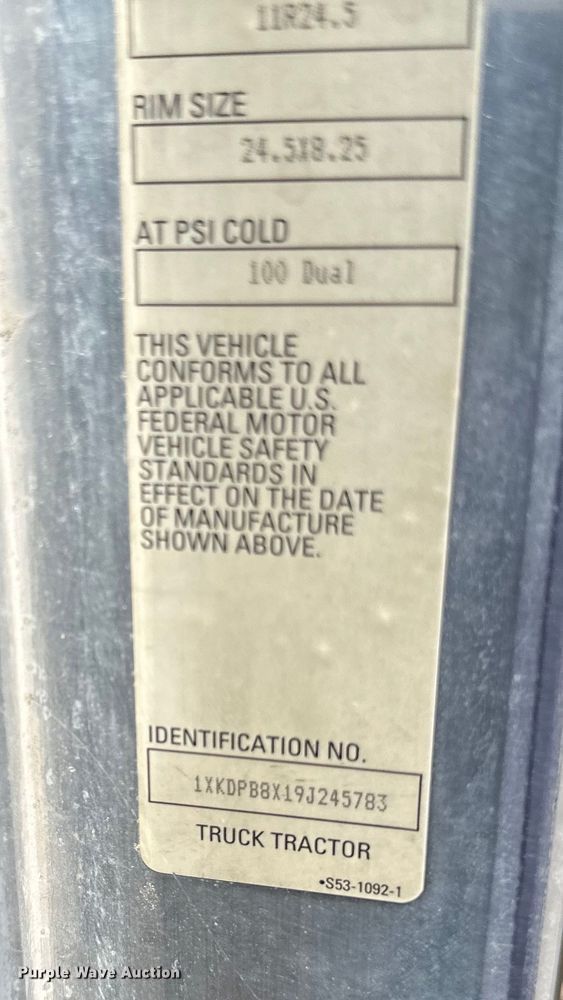 11R24.5
RIM SIZE
24.5X8.25
AT PSI COLD
100 Dual
THIS VEHICLE
CONFORMS TO ALL
APPLICABLE U.S.
FEDERAL MOTOR
VEHICLE SAFETY
STANDARDS IN
EFFECT ON THE DATE
OF MANUFACTURE
SHOWN ABOVE.
IDENTIFICATION NO.
1XKDPB8X19J245783
TRUCK TRACTOR
•S53-1092-1
Purple Wave Auction